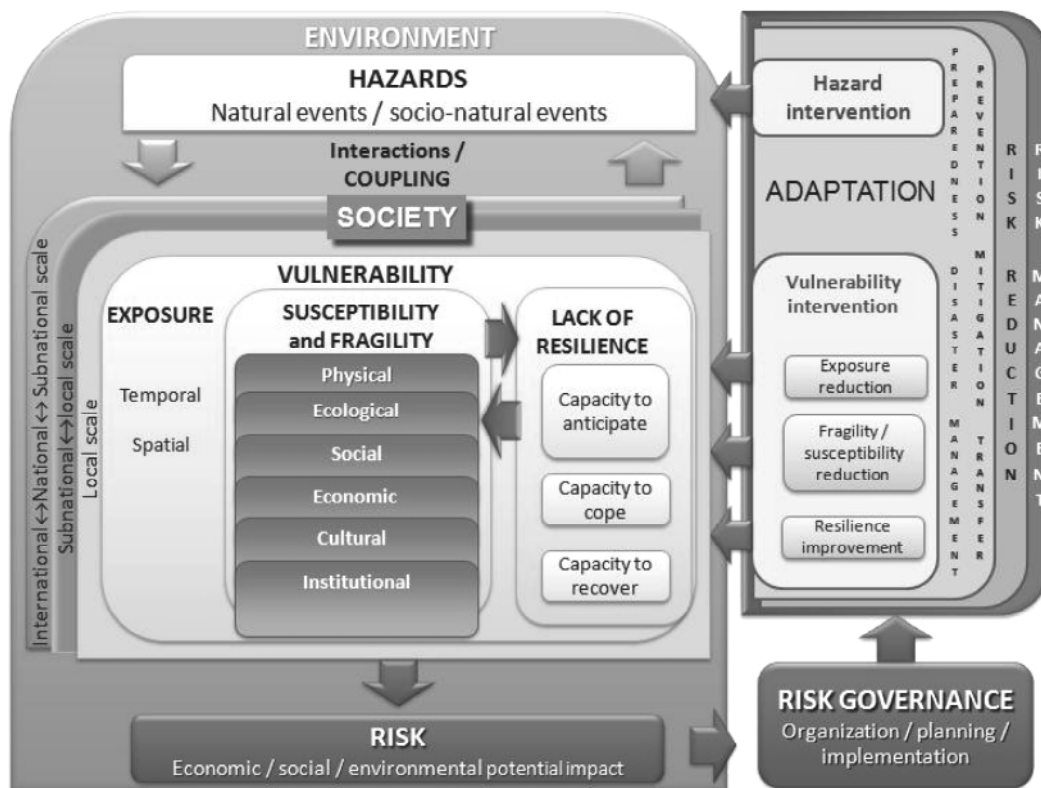 ENVIRONMENT
HAZARDS
Natural events / socio-natural events
Interactions /
COUPLING
SOCIETY
International↔National↔Subnational scale
Subnational↔local scale
Local scale
VULNERABILITY
EXPOSURE
Temporal
Spatial
SUSCEPTIBILITY
and FRAGILITY
Physical
Ecological
Social
Economic
Cultural
Institutional
LACK OF
RESILIENCE
Capacity to
anticipate
Capacity to
cope
Capacity to
recover
RISK
Economic / social / environmental potential impact
Hazard
intervention
ADAPTATION
Vulnerability
intervention
Exposure
reduction
Fragility /
susceptibility
reduction
Resilience
improvement
PREPAREDNESS DISASTER MANAGEMENT
PREVENTION MITIGATION TRANSFER
RISK REDUCTION
RISK MANAGEMENT
RISK GOVERNANCE
Organization / planning /
implementation